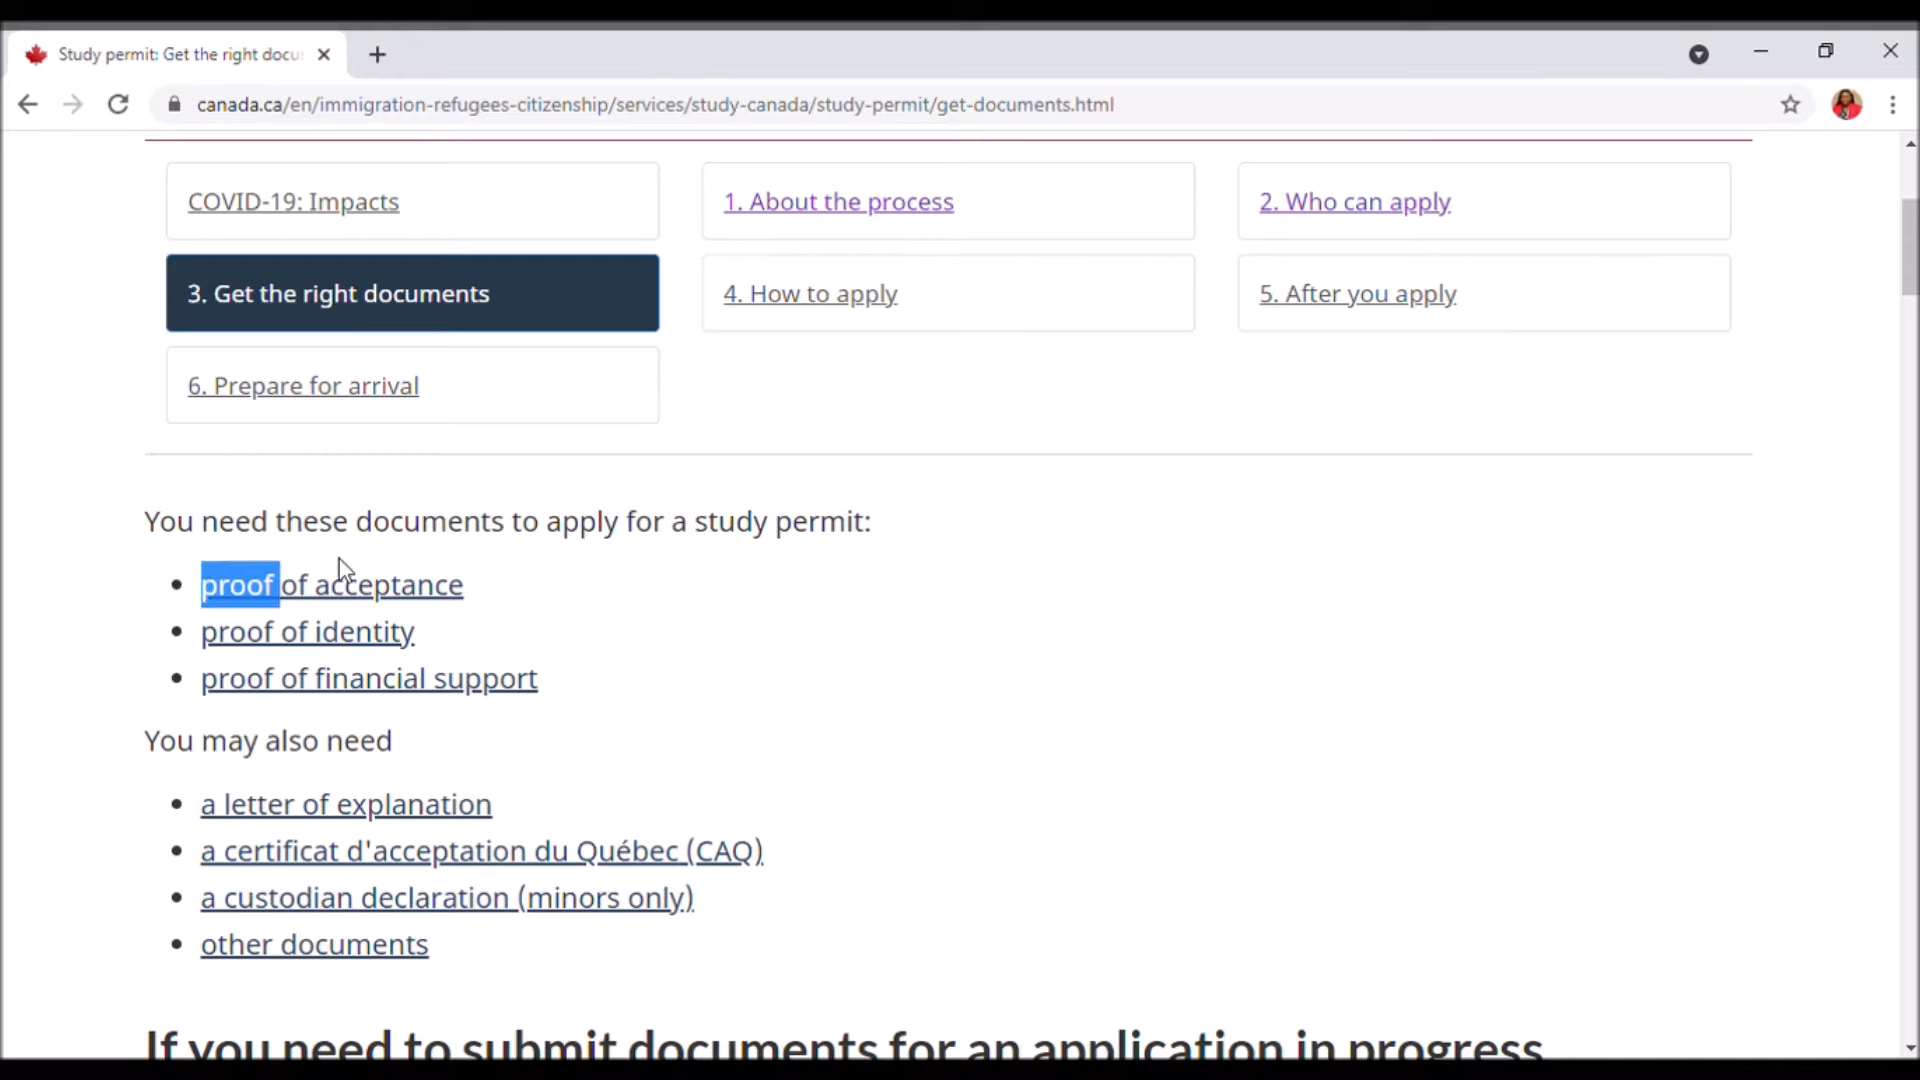 Study permit: Get the right docu
canada.ca/en/immigration-refugees-citizenship/services/study-canada/study-permit/get-documents.html
COVID-19: Impacts
1. About the process
2. Who can apply
3. Get the right documents
4. How to apply
5. After you apply
6. Prepare for arrival
You need these documents to apply for a study permit:
proof of acceptance
proof of identity
proof of financial support
You may also need
a letter of explanation
a certificat d'acceptation du Québec (CAQ)
a custodian declaration (minors only)
other documents
If you need to submit documents for an application in progress